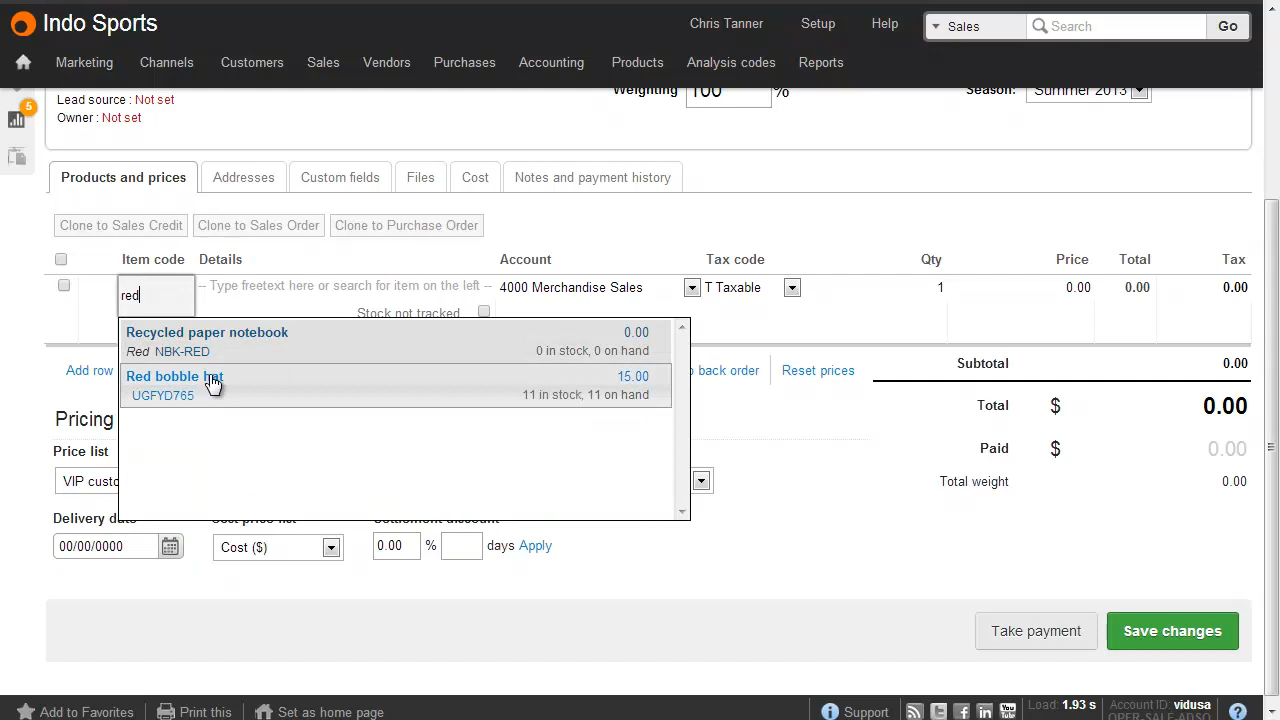 Indo Sports
Chris Tanner Setup Help Sales Search Go
Marketing Channels Customers Sales Vendors Purchases Accounting Products Analysis codes Reports
Lead source : Not set Weighting 100 % Season: Summer 2013
5
Owner : Not set
Products and prices Addresses Custom fields Files Cost Notes and payment history
Clone to Sales Credit Clone to Sales Order Clone to Purchase Order
Item code Details Account Tax code Qty Price Total Tax
red -- Type freetext here or search for item on the left -- 4000 Merchandise Sales T Taxable 1 0.00 0.00 0.00
Stock not tracked
Recycled paper notebook 0.00
Red NBK-RED 0 in stock, 0 on hand
Red bobble hat 15.00
UGFYD765 11 in stock, 11 on hand
Add row back order Reset prices
Subtotal 0.00
Total $ 0.00
Paid $ 0.00
Total weight 0.00
Pricing
Price list
VIP custo
Delivery da
00/00/0000 Cost ($) 0.00 % days Apply
Take payment Save changes
Add to Favorites Print this Set as home page Support Load: 1.93 s Account ID: vidusa
OPER-SALE-ADSO